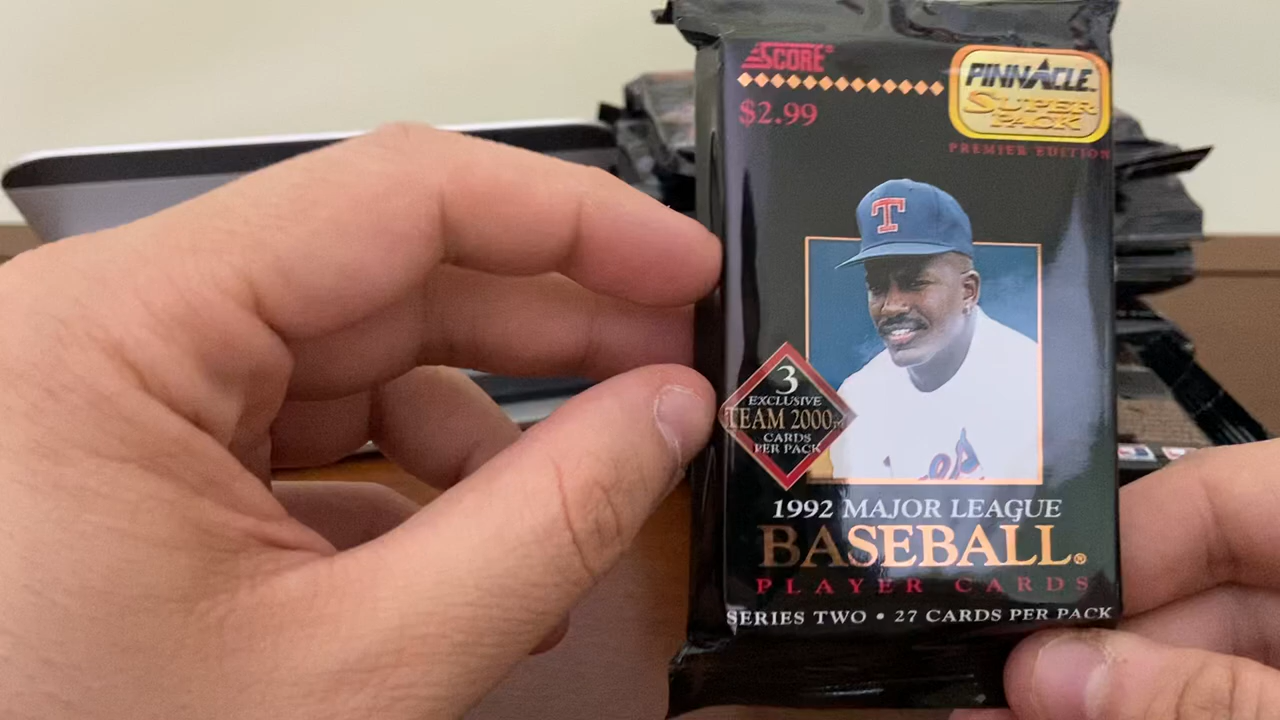 SCORE®
$2.99
PINNACLE
SUPER
PACK
PREMIER EDITION
T
3
EXCLUSIVE
TEAM 2000
CARDS
PER PACK
1992 MAJOR LEAGUE
BASEBALL®
PLAYER CARDS
SERIES TWO • 27 CARDS PER PACK